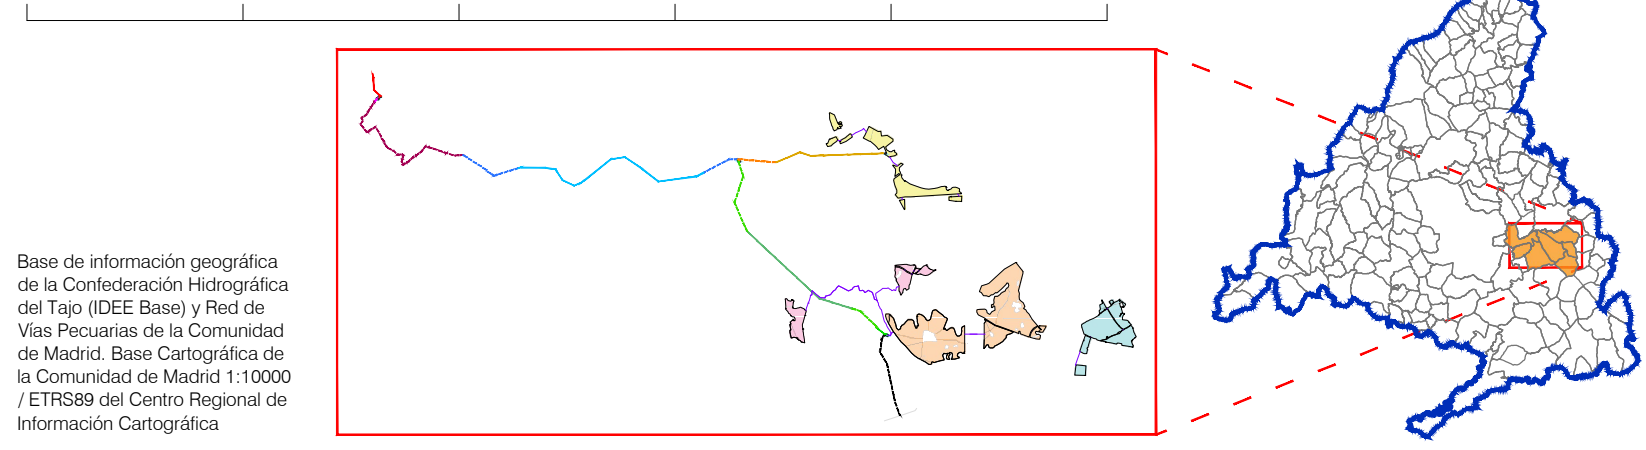 Base de información geográfica
de la Confederación Hidrográfica
del Tajo (IDEE Base) y Red de
Vías Pecuarias de la Comunidad
de Madrid. Base Cartográfica de
la Comunidad de Madrid 1:10000
/ ETRS89 del Centro Regional de
Información Cartográfica